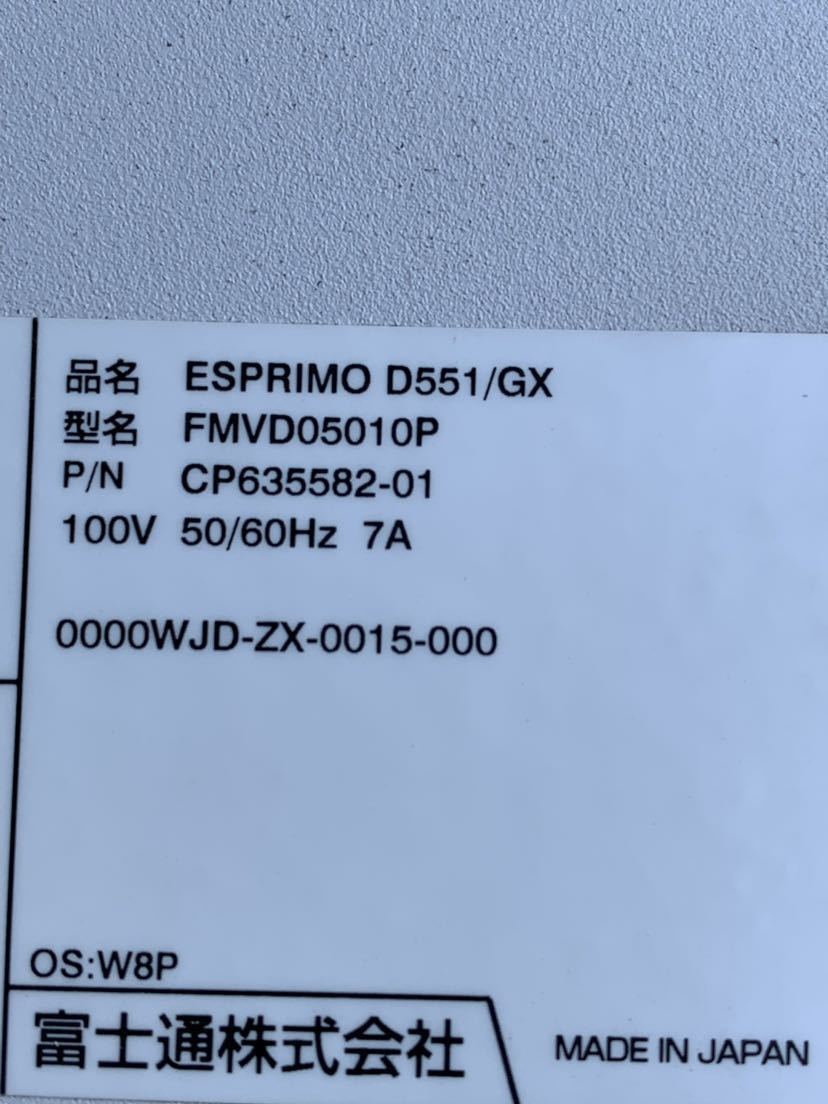 品名 ESPRIMO D551/GX
型名 FMVD05010P
P/N CP635582-01
100V 50/60Hz 7A
0000WJD-ZX-0015-000
OS:W8P
富士通株式会社
MADE IN JAPAN